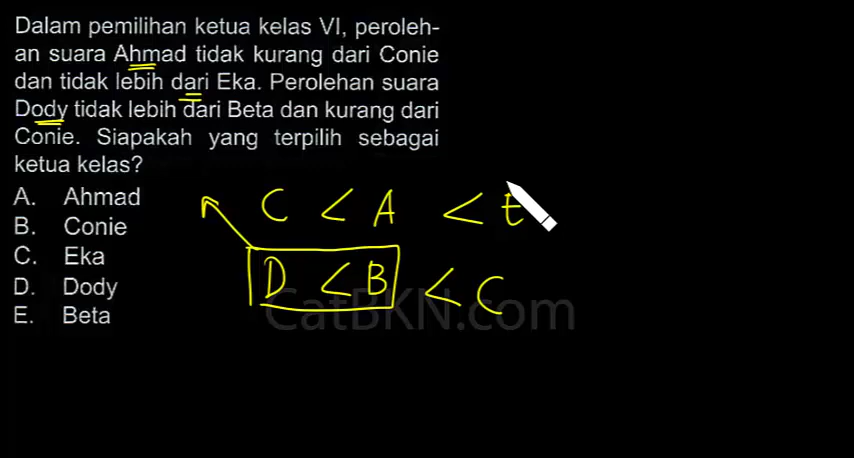 Dalam pemilihan ketua kelas VI, peroleh-
an suara Ahmad tidak kurang dari Conie
dan tidak lebih dari Eka. Perolehan suara
Dody tidak lebih dari Beta dan kurang dari
Conie. Siapakah yang terpilih sebagai
ketua kelas?
A. Ahmad
B. Conie
C. Eka
D. Dody
E. Beta
C < A < E
D < B < C
CatBKN.com